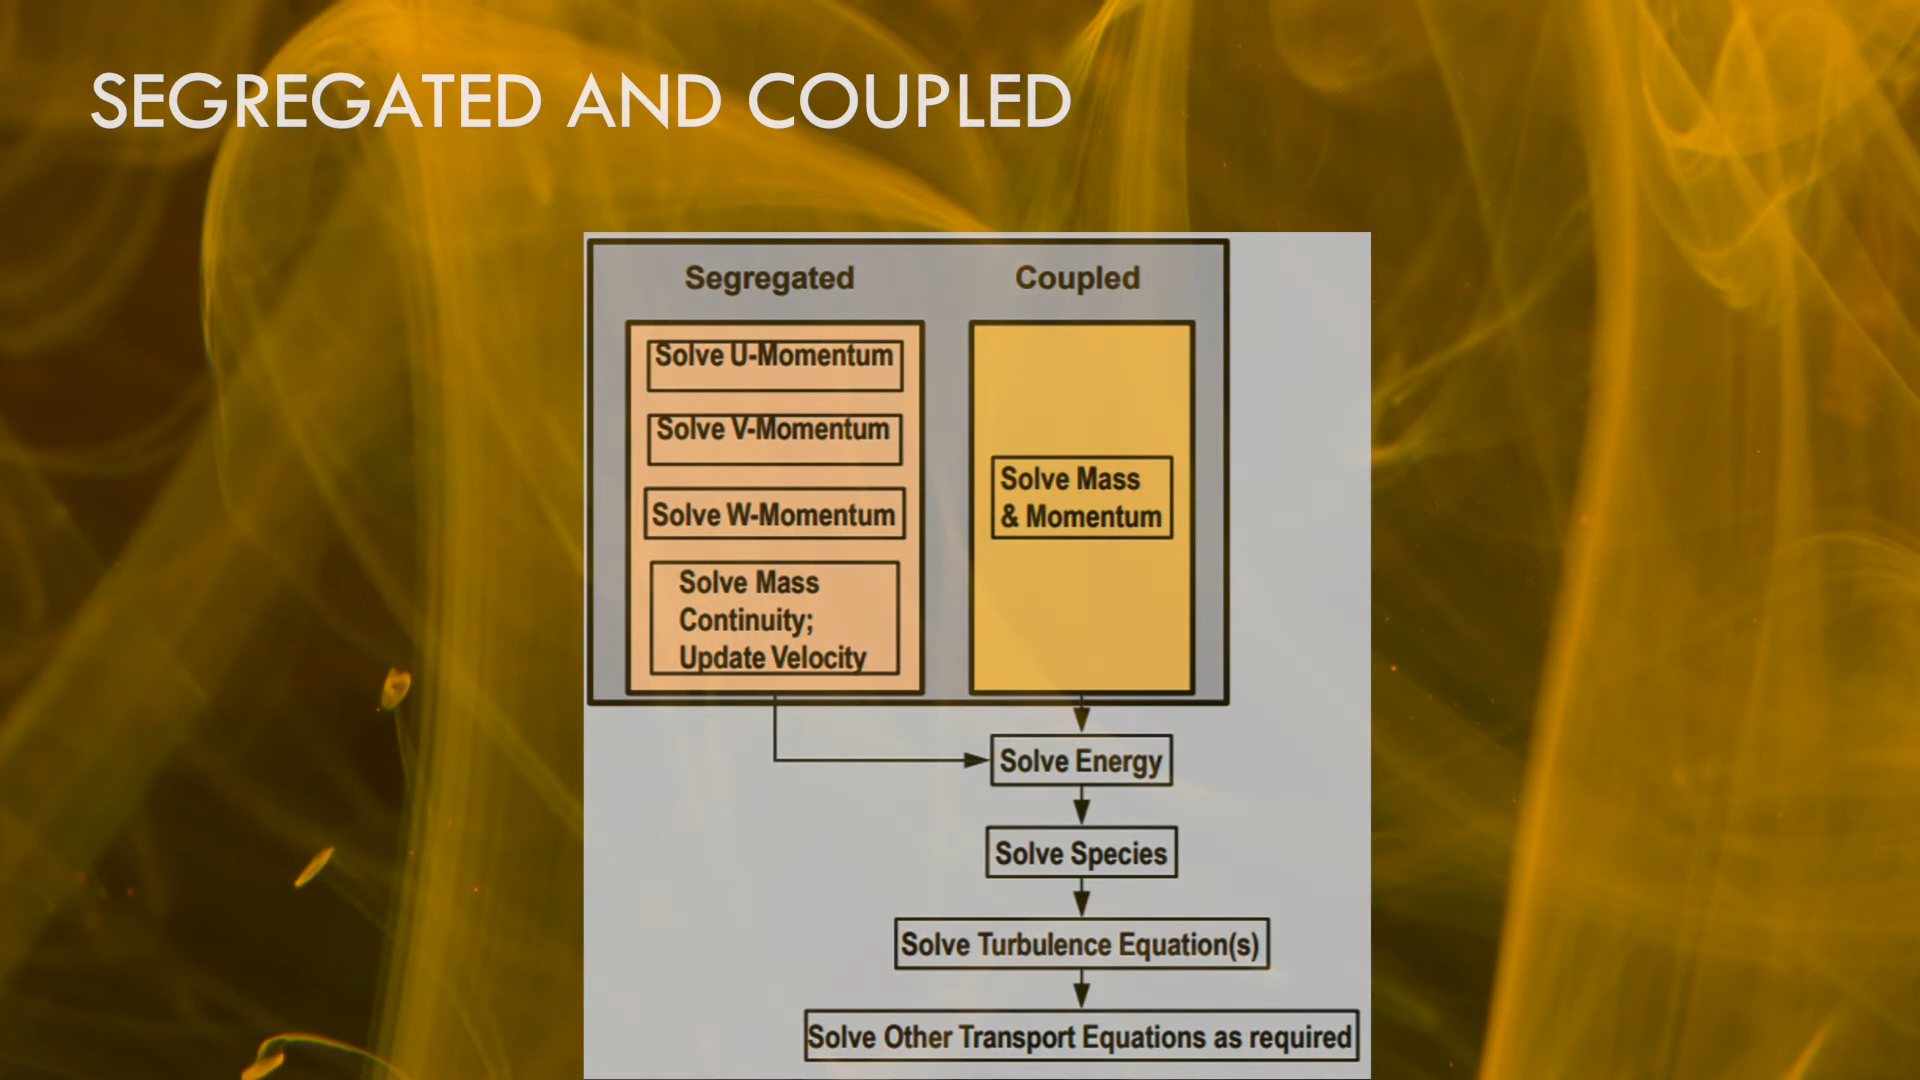 SEGREGATED AND COUPLED
Segregated
Solve U-Momentum
Solve V-Momentum
Solve W-Momentum
Solve Mass
Continuity;
Update Velocity
Coupled
Solve Mass
& Momentum
Solve Energy
Solve Species
Solve Turbulence Equation(s)
Solve Other Transport Equations as required